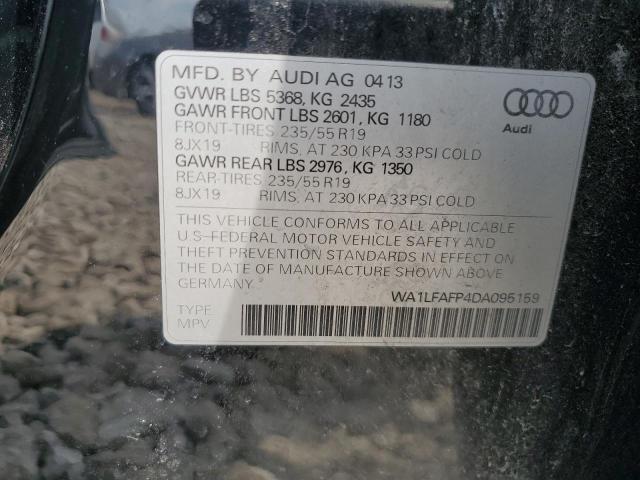 MFD. BY AUDI AG 04 13
GVWR LBS 5368, KG 2435
GAWR FRONT LBS 2601, KG 1180
FRONT-TIRES 235/55 R19
8JX19 RIMS, AT 230 KPA 33 PSI COLD
GAWR REAR LBS 2976, KG 1350
REAR-TIRES 235/55 R19
8JX19 RIMS, AT 230 KPA 33 PSI COLD
Audi
THIS VEHICLE CONFORMS TO ALL APPLICABLE
U.S-FEDERAL MOTOR VEHICLE SAFETY AND
THEFT PREVENTION STANDARDS IN EFFECT ON
THE DATE OF MANUFACTURE SHOWN ABOVE
GERMANY
WA1LFAFP4DA095159
TYPE
MPV